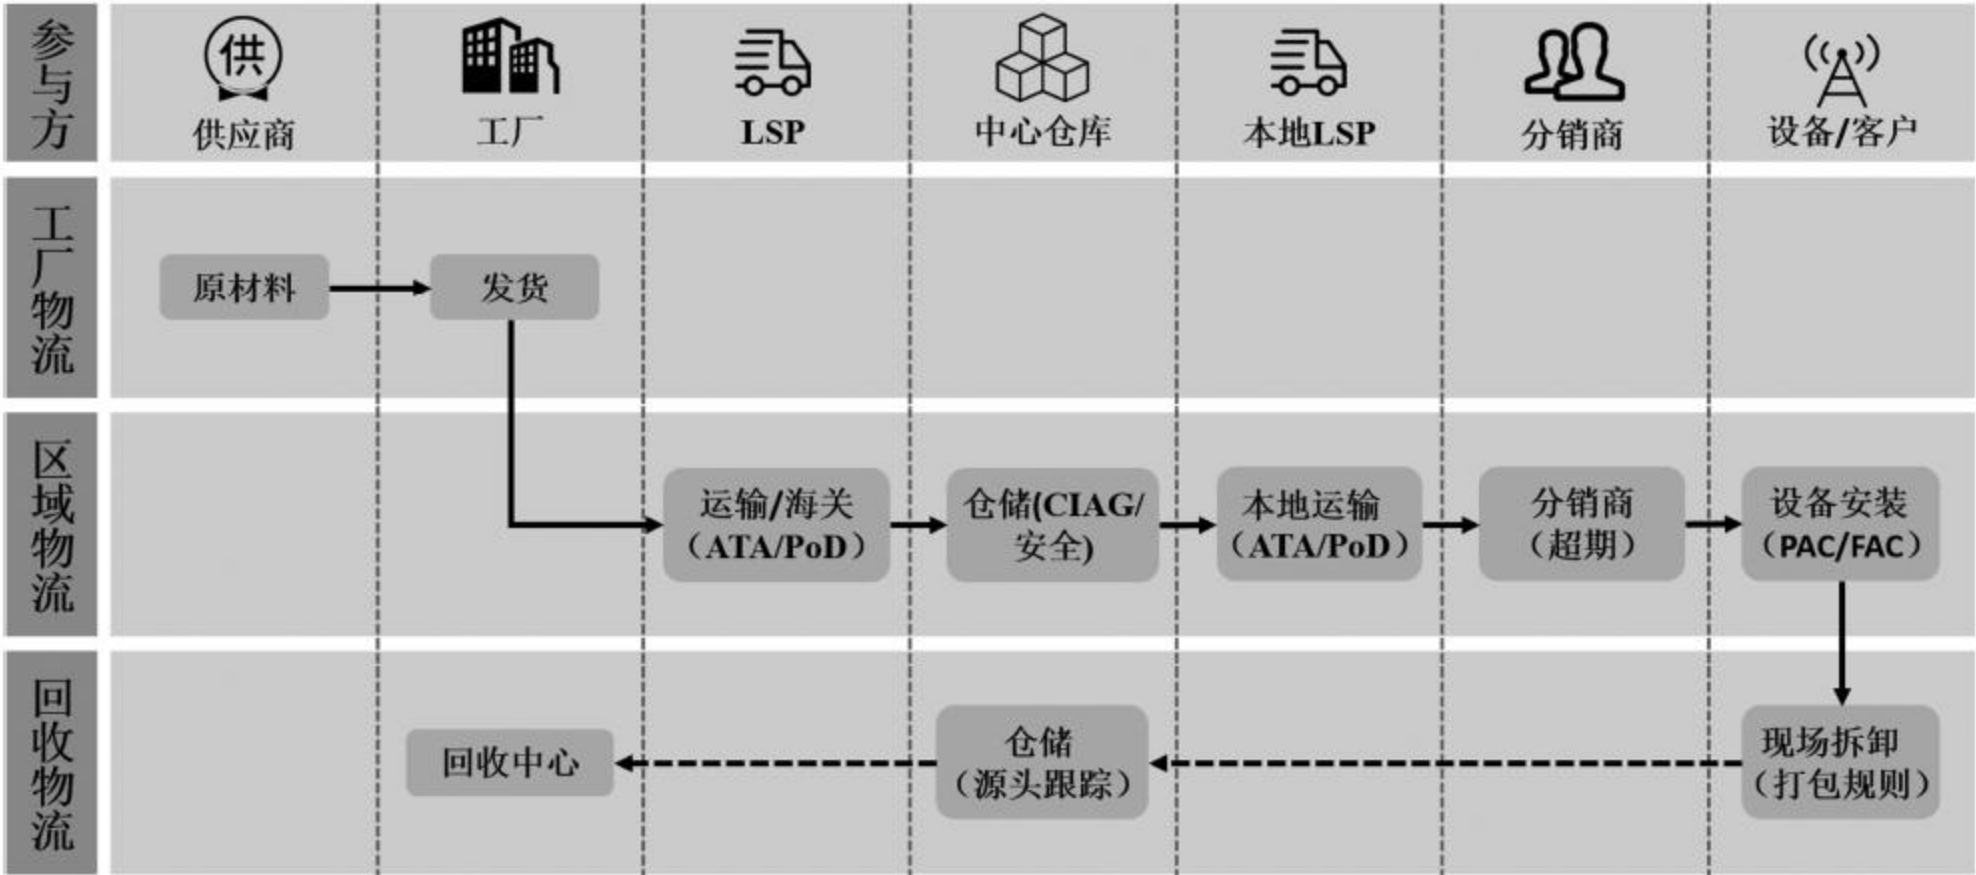 参与方
供
供应商
工厂
LSP
中心仓库
本地LSP
分销商
设备/客户
工厂物流
原材料
发货
区域物流
运输/海关
（ATA/PoD）
仓储(CIAG/
安全)
本地运输
（ATA/PoD）
分销商
（超期）
设备安装
（PAC/FAC）
回收物流
回收中心
仓储
（源头跟踪）
现场拆卸
（打包规则）